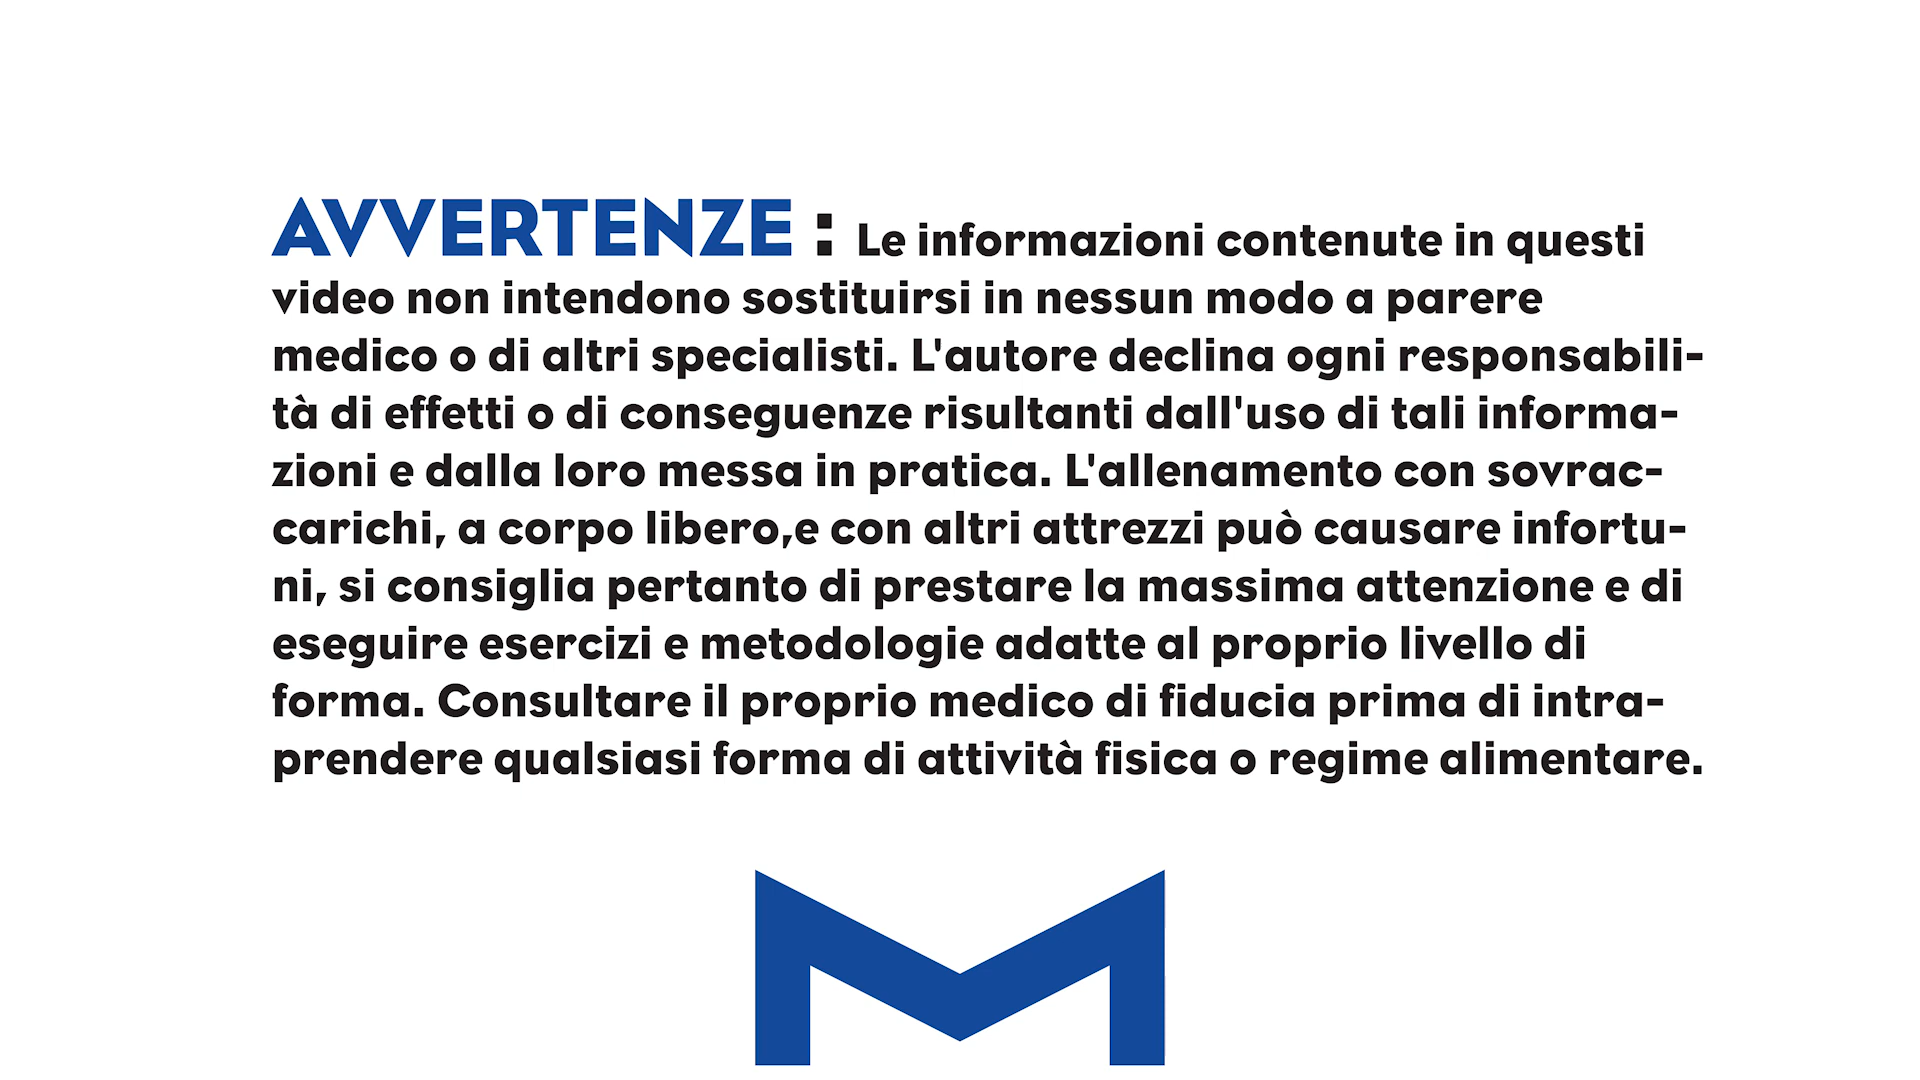 AVVERTENZE : Le informazioni contenute in questi
video non intendono sostituirsi in nessun modo a parere
medico o di altri specialisti. L'autore declina ogni responsabili-
tà di effetti o di conseguenze risultanti dall'uso di tali informa-
zioni e dalla loro messa in pratica. L'allenamento con sovrac-
carichi, a corpo libero,e con altri attrezzi può causare infortu-
ni, si consiglia pertanto di prestare la massima attenzione e di
eseguire esercizi e metodologie adatte al proprio livello di
forma. Consultare il proprio medico di fiducia prima di intra-
prendere qualsiasi forma di attività fisica o regime alimentare.
M